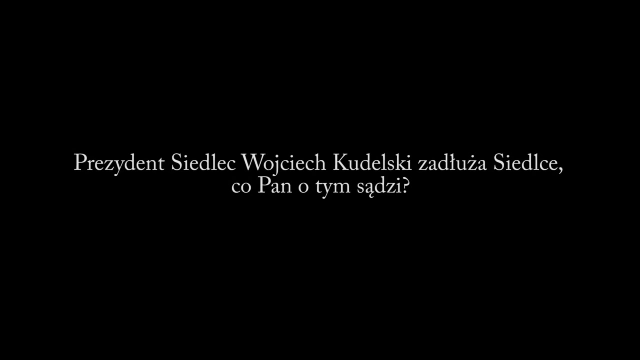 Prezydent Siedlec Wojciech Kudelski zadłuża Siedlce,
co Pan o tym sądzi?